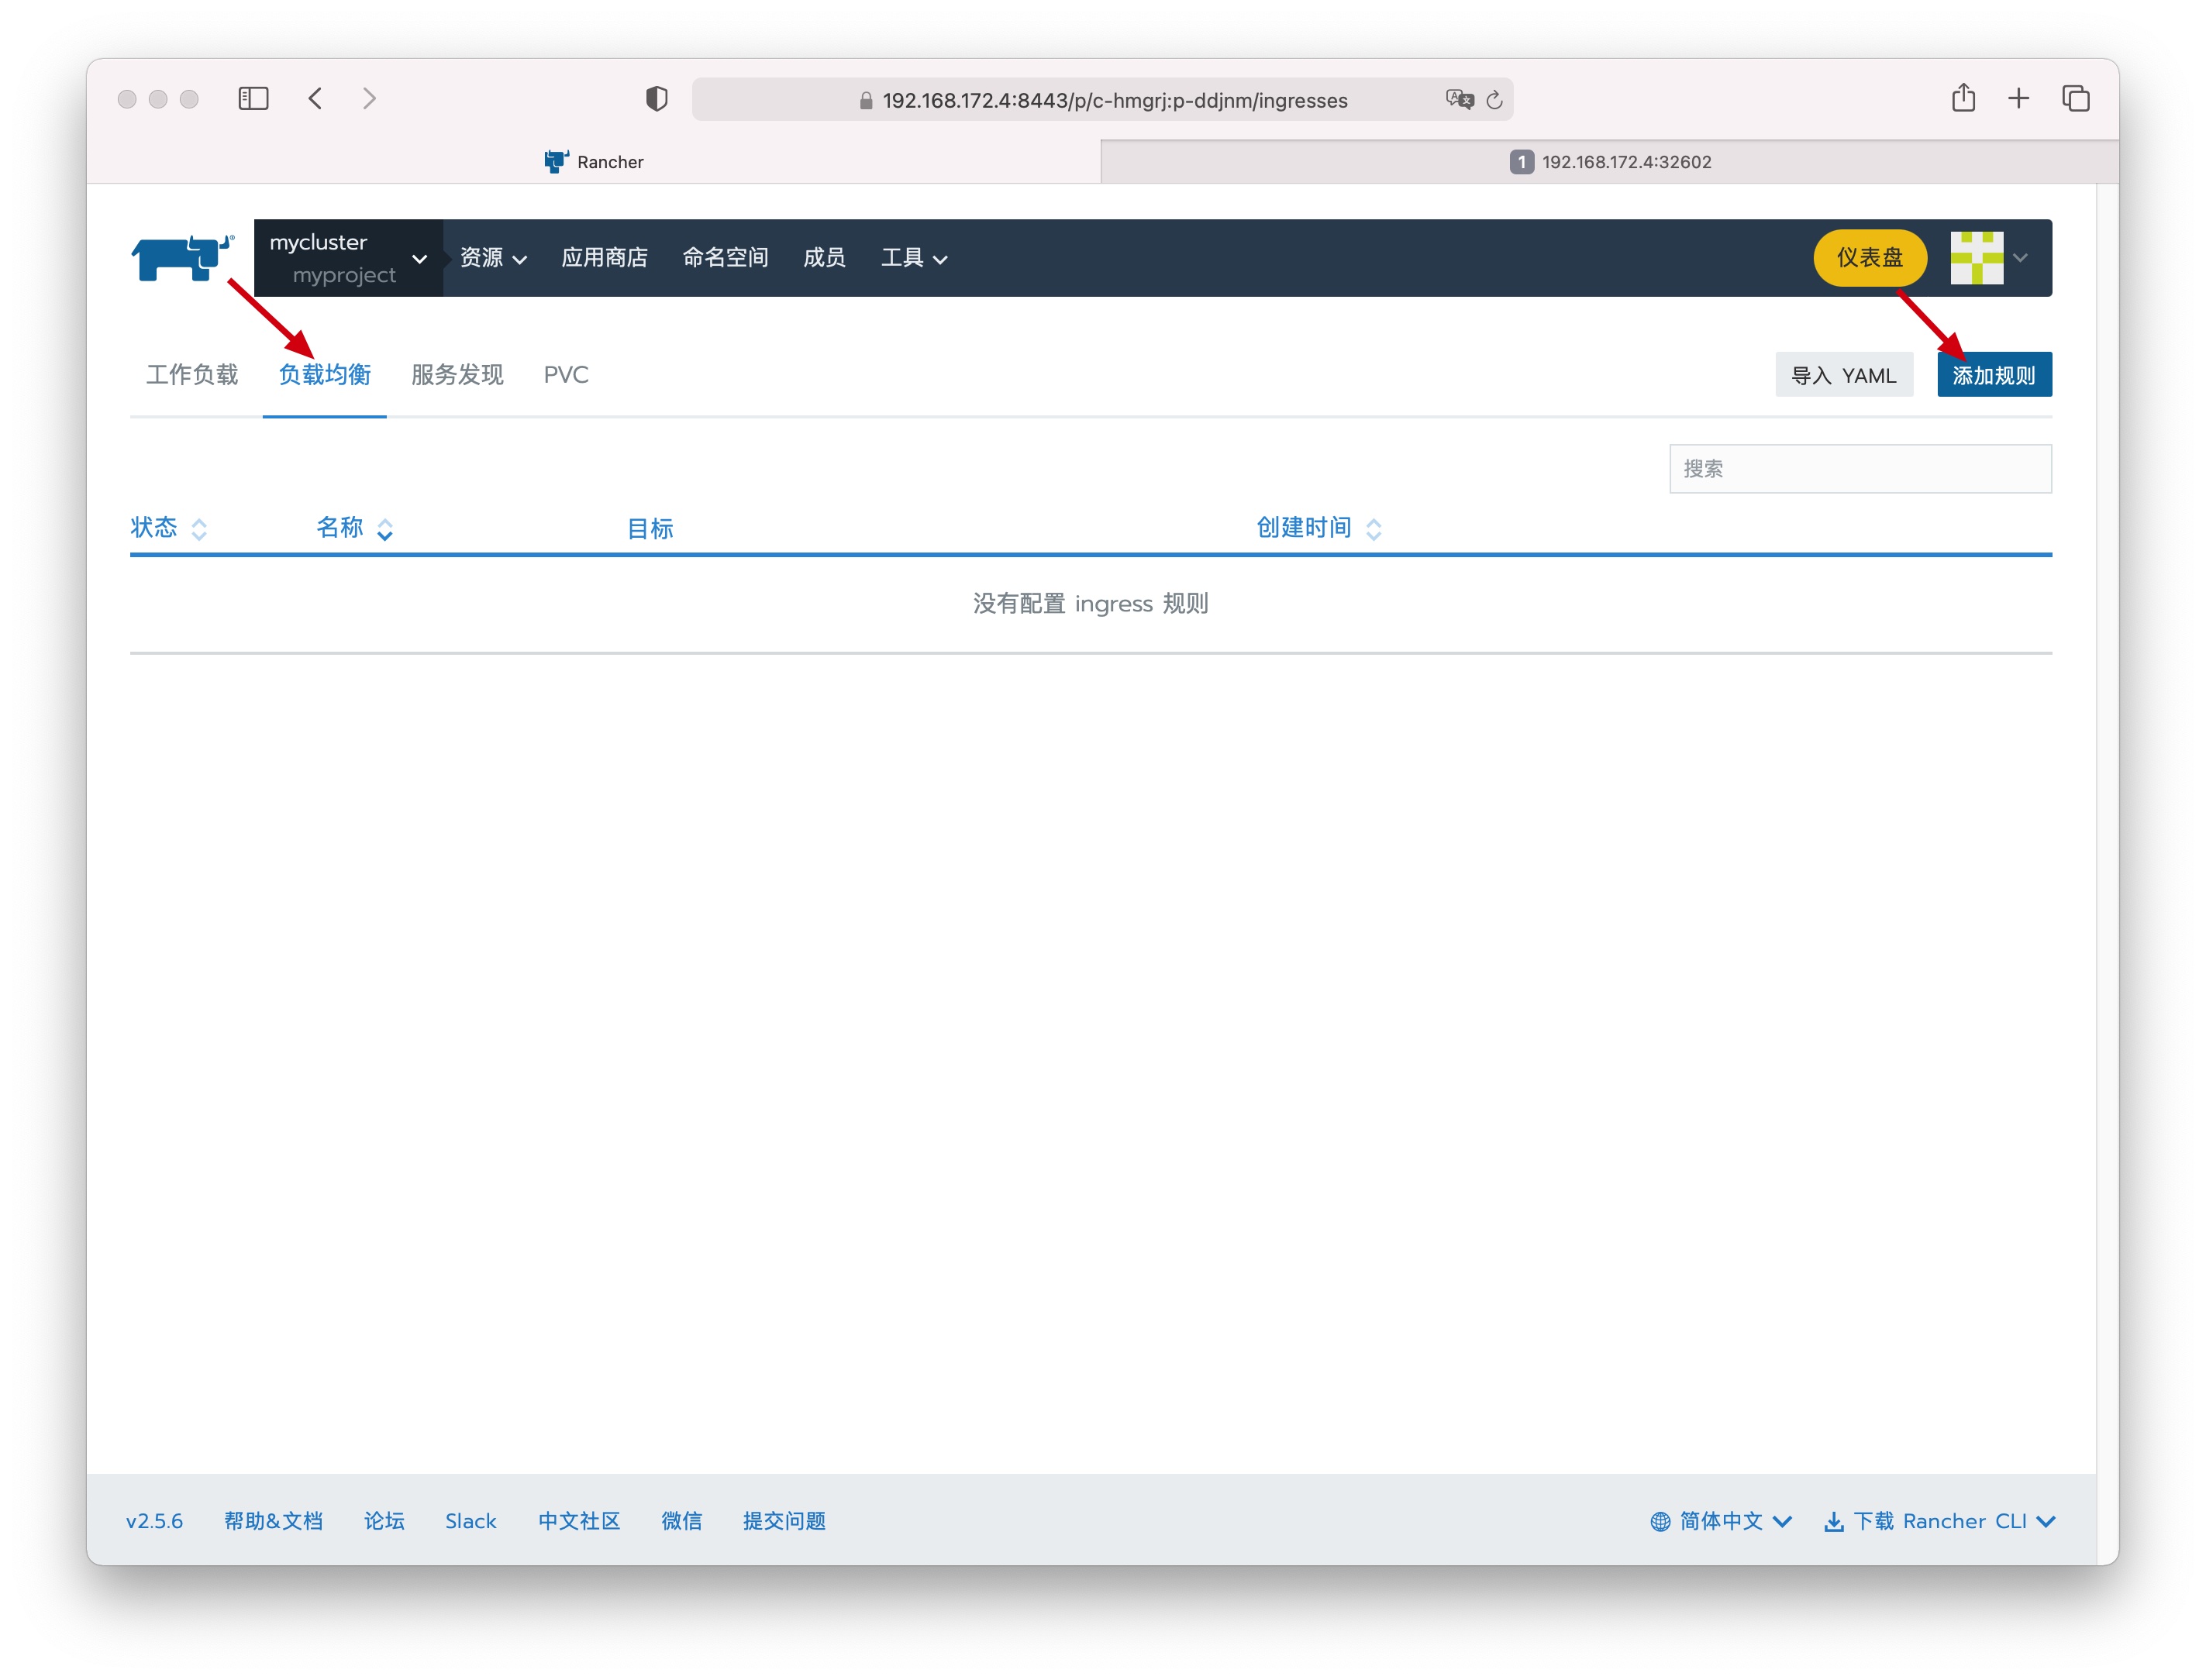 192.168.172.4:8443/p/c-hmgrj:p-ddjnm/ingresses
Rancher
1 192.168.172.4:32602
mycluster
myproject
资源 应用商店 命名空间 成员 工具 仪表盘
工作负载 负载均衡 服务发现 PVC 导入 YAML 添加规则
搜索
状态 名称 目标 创建时间
没有配置 ingress 规则
v2.5.6 帮助&文档 论坛 Slack 中文社区 微信 提交问题 简体中文 下载 Rancher CLI